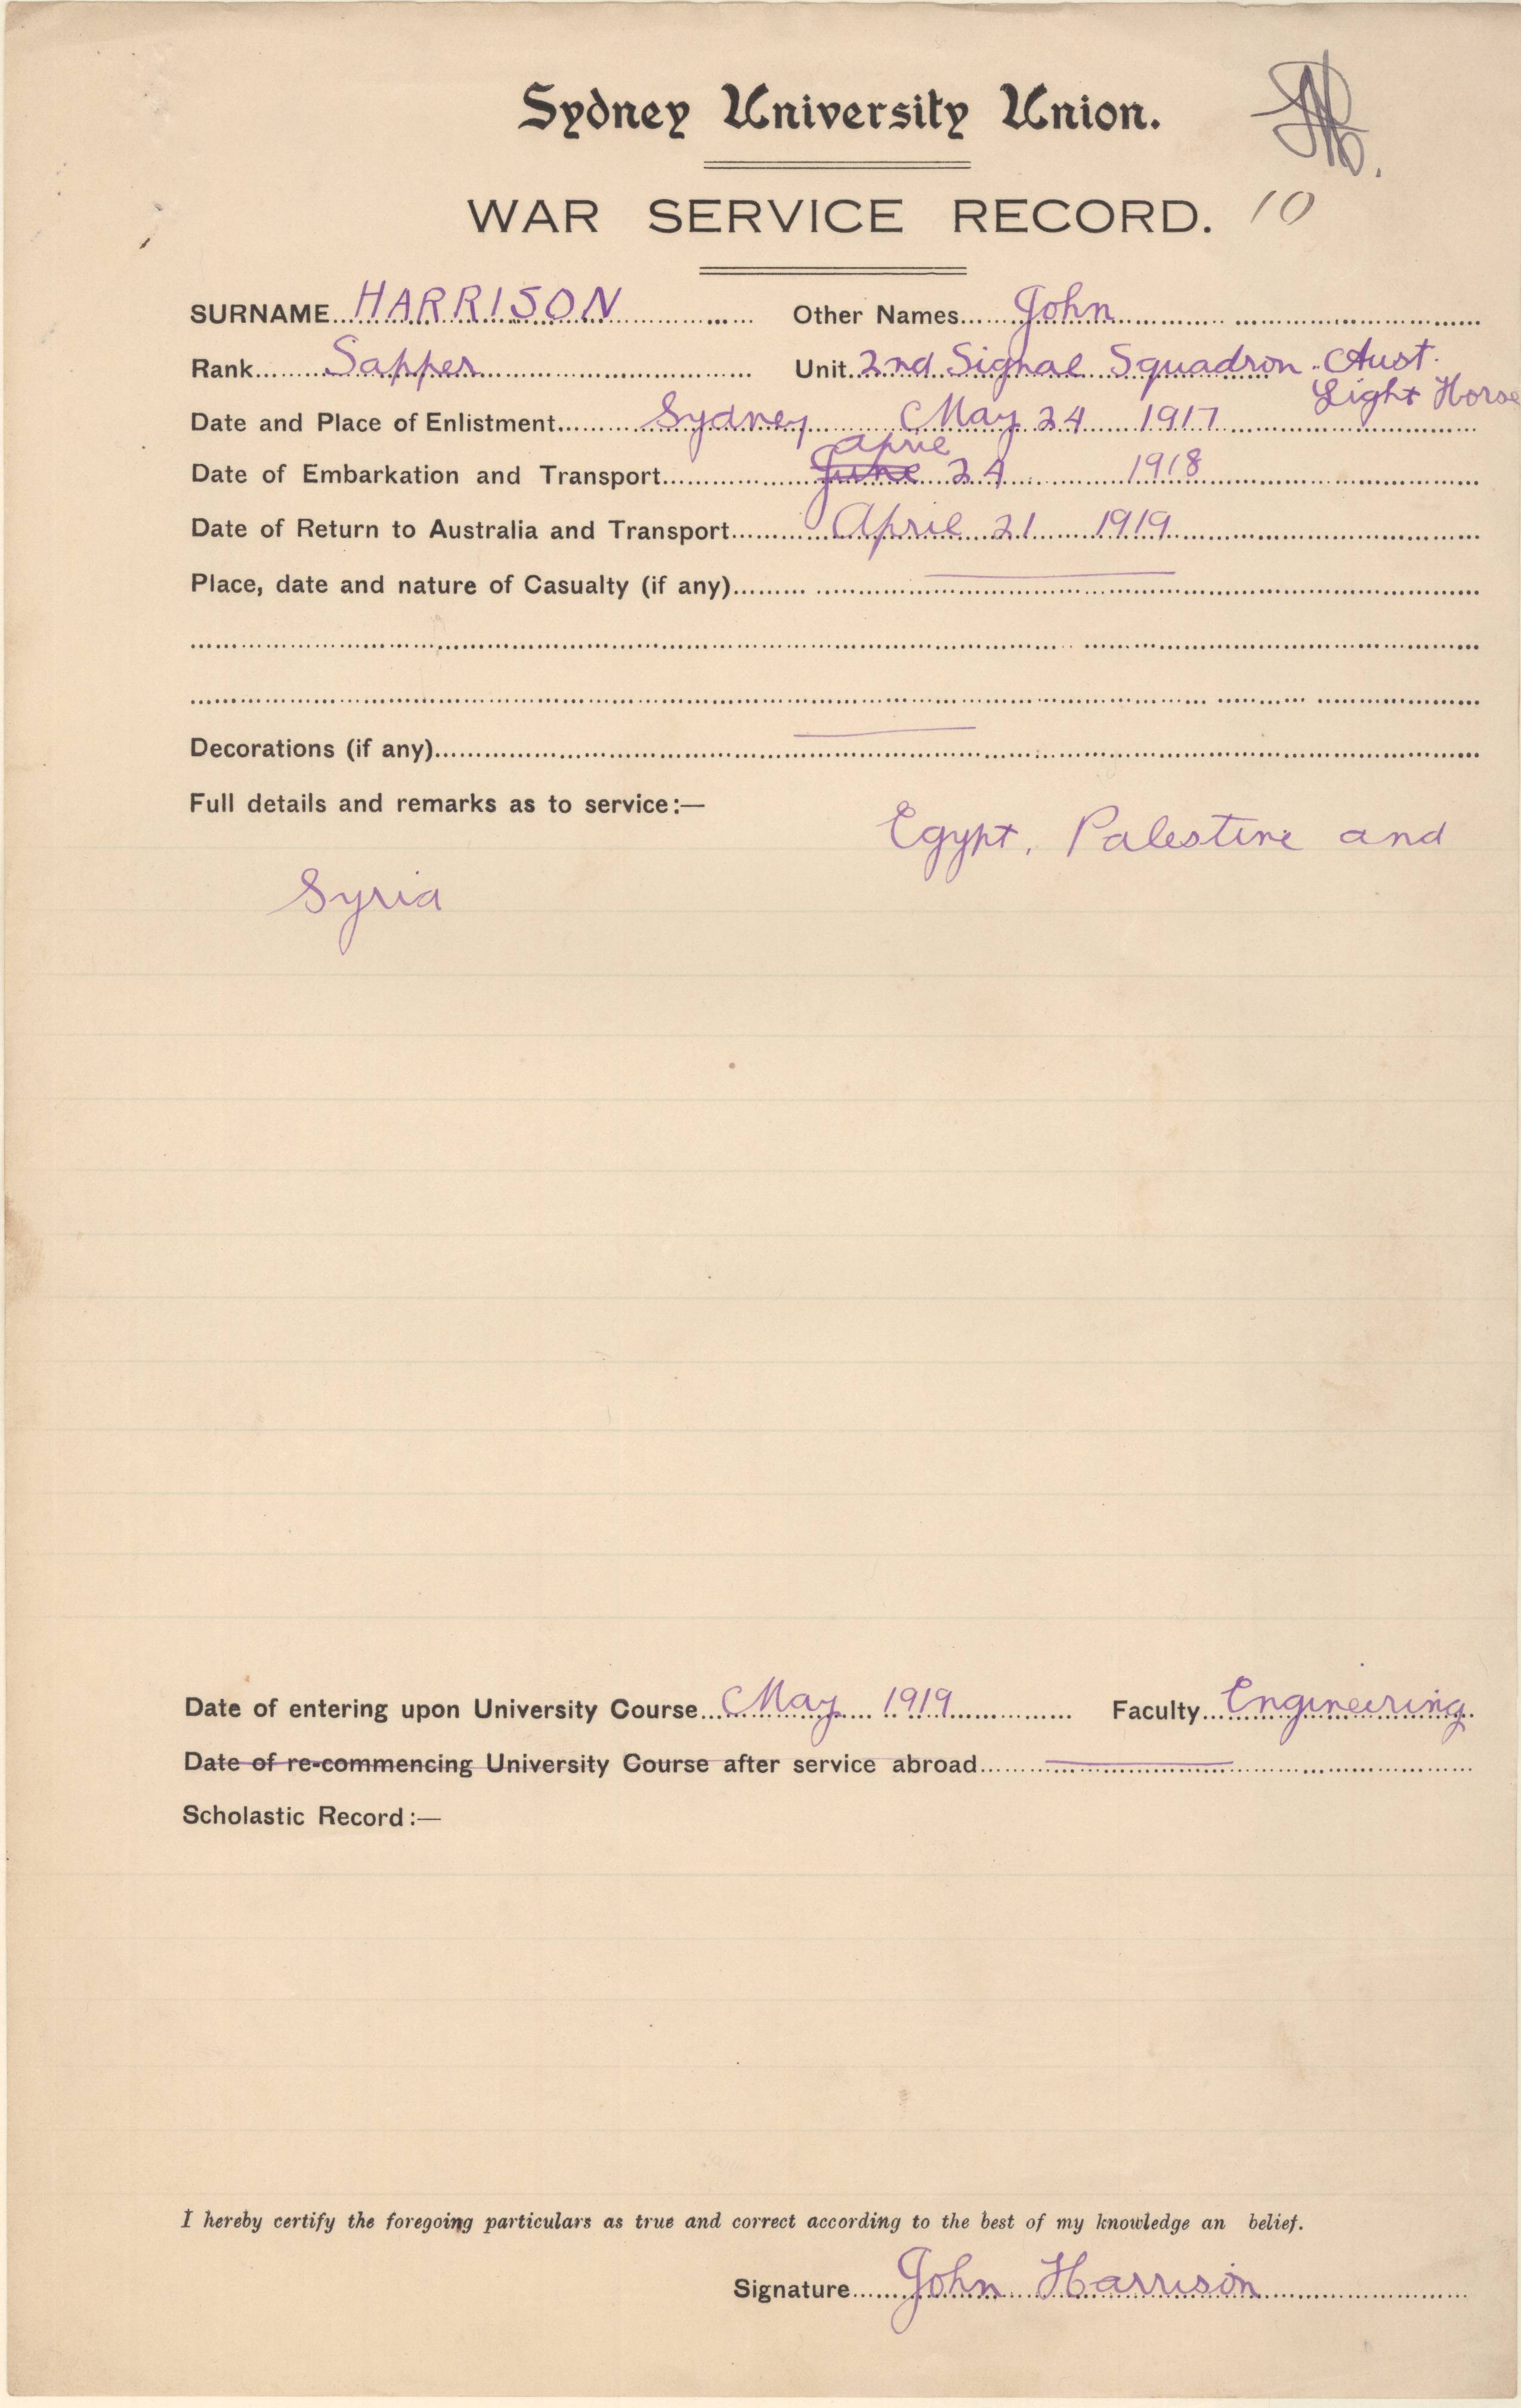 Sydney University Union.
WAR SERVICE RECORD. 10
SURNAME HARRISON Other Names John
Rank Sapper Unit 2nd Signal Squadron. Aust.
Light Horse
Date and Place of Enlistment Sydney May 24 1917
April
Date of Embarkation and Transport June 24 1918
Date of Return to Australia and Transport April 21 1919
Place, date and nature of Casualty (if any)
Decorations (if any)
Full details and remarks as to service:—
Egypt, Palestine and
Syria
Date of entering upon University Course May 1919 Faculty Engineering
Date of re-commencing University Course after service abroad
Scholastic Record:—
I hereby certify the foregoing particulars as true and correct according to the best of my knowledge an belief.
Signature John Harrison